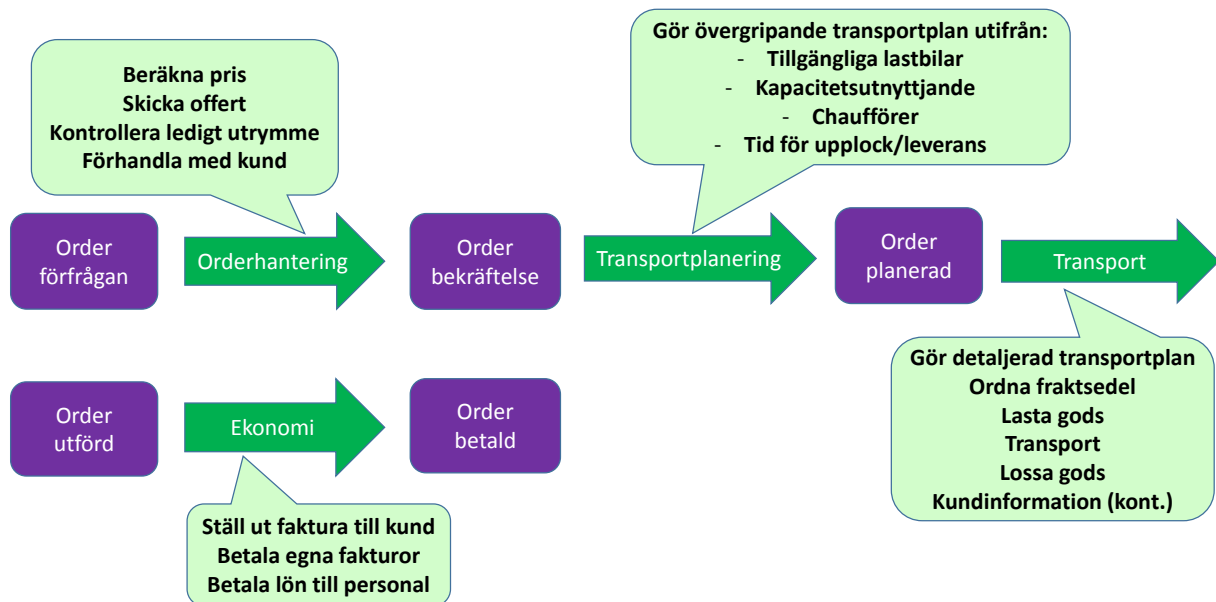 Beräkna pris
Skicka offert
Kontrollera ledigt utrymme
Förhandla med kund
Gör övergripande transportplan utifrån:
- Tillgängliga lastbilar
- Kapacitetsutnyttjande
- Chaufförer
- Tid för upplock/leverans
Order
förfrågan
Orderhantering
Order
bekräftelse
Transportplanering
Order
planerad
Transport
Gör detaljerad transportplan
Ordna fraktsedel
Lasta gods
Transport
Lossa gods
Kundinformation (kont.)
Order
utförd
Ekonomi
Order
betald
Ställ ut faktura till kund
Betala egna fakturor
Betala lön till personal